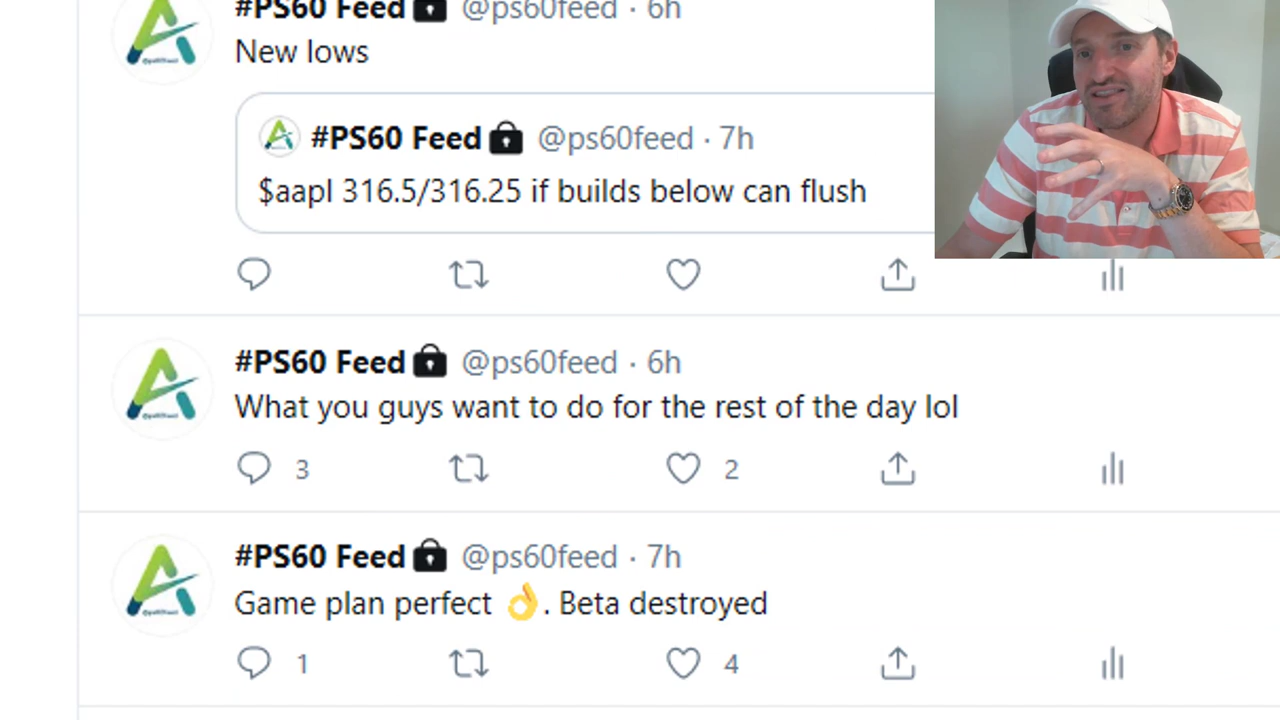 #PS60 Feed @ps60feed · 6h
New lows
#PS60 Feed @ps60feed · 7h
$aapl 316.5/316.25 if builds below can flush
#PS60 Feed @ps60feed · 6h
What you guys want to do for the rest of the day lol
3 2
#PS60 Feed @ps60feed · 7h
Game plan perfect 👌. Beta destroyed
1 4